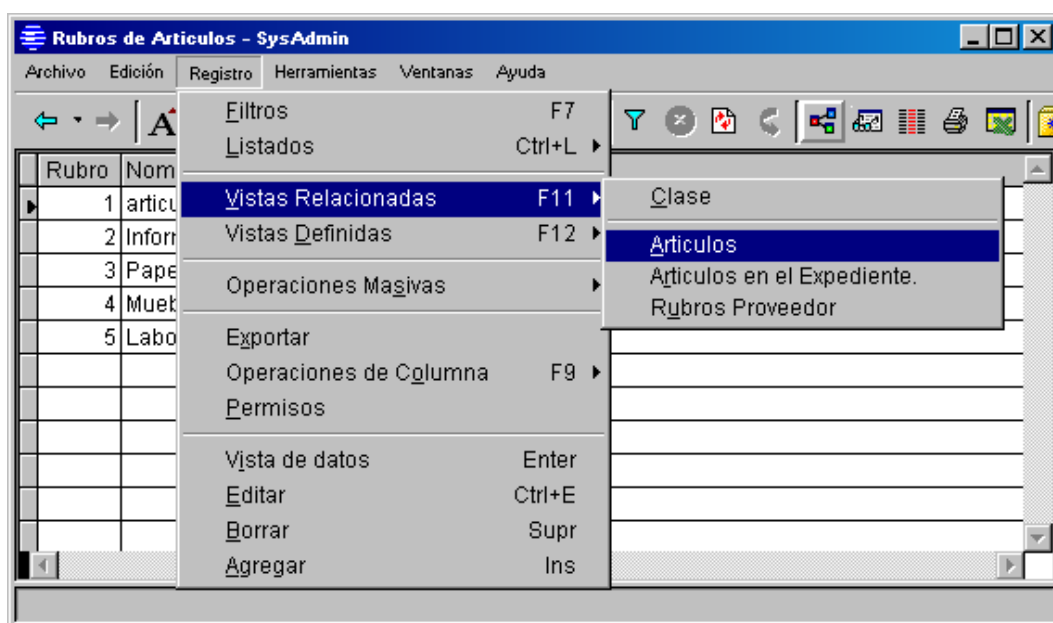 Rubros de Articulos - SysAdmin
Archivo Edición Registro Herramientas Ventanas Ayuda
Filtros F7
Listados Ctrl+L
Rubro Nom
Vistas Relacionadas F11
Clase
1 articu
2 Inforr
Vistas Definidas F12
Articulos
3 Pape
Operaciones Masivas
Articulos en el Expediente.
4 Mueb
Rubros Proveedor
5 Labo
Exportar
Operaciones de Columna F9
Permisos
Vista de datos Enter
Editar Ctrl+E
Borrar Supr
Agregar Ins